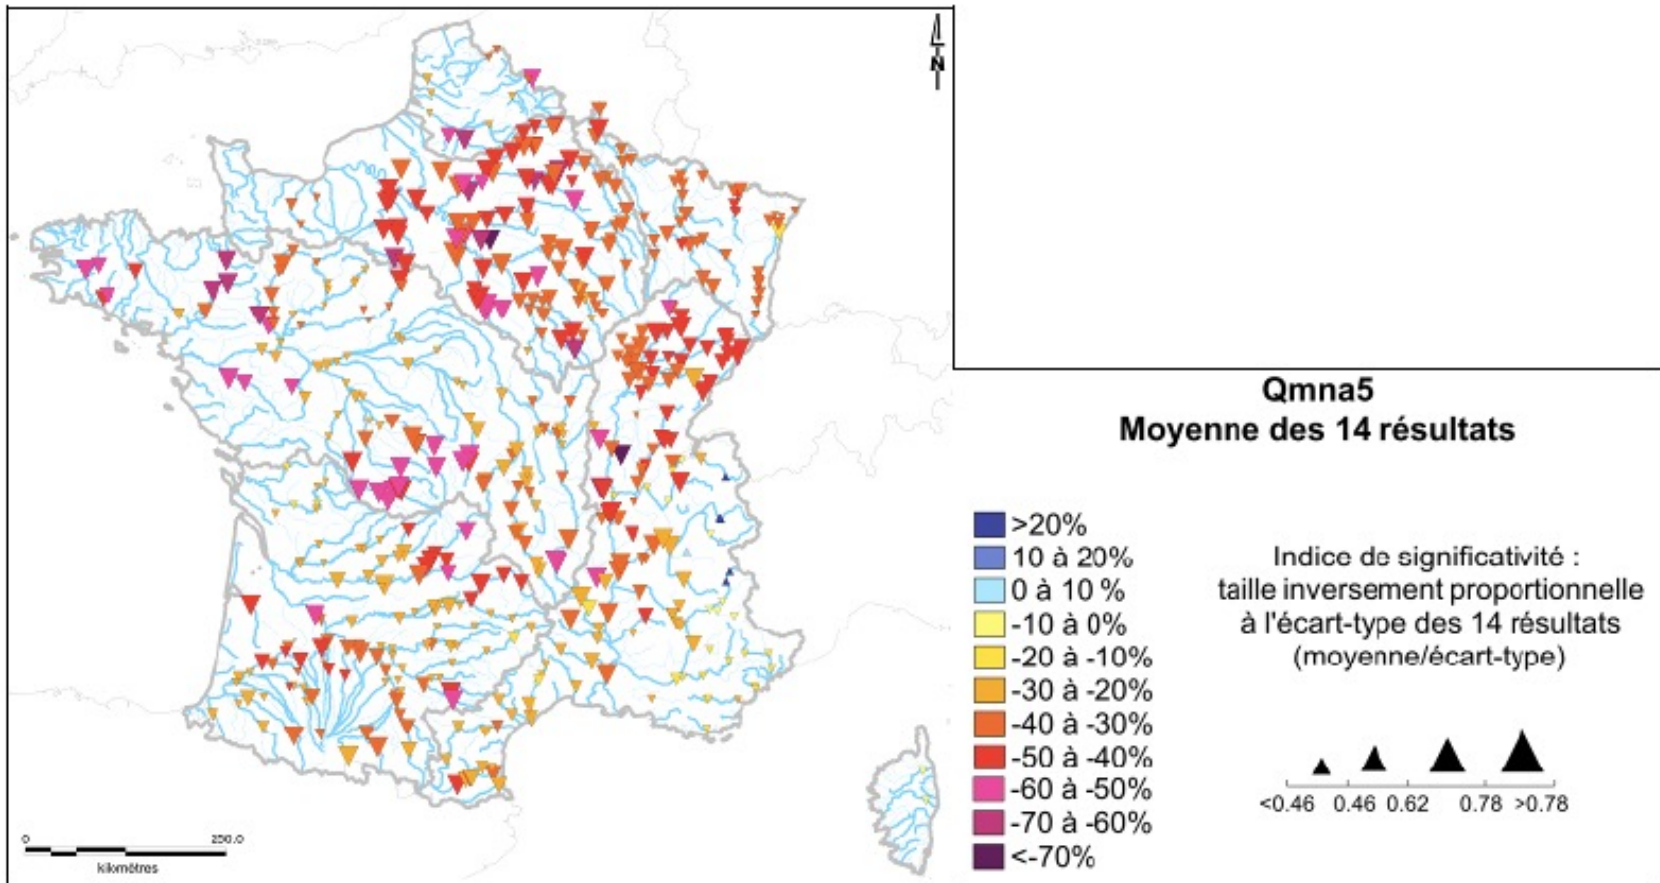 N
Qmna5
Moyenne des 14 résultats
>20%
10 à 20%
0 à 10 %
-10 à 0%
-20 à -10%
-30 à -20%
-40 à -30%
-50 à -40%
-60 à -50%
-70 à -60%
<-70%
Indice de significativité :
taille inversement proportionnelle
à l'écart-type des 14 résultats
(moyenne/écart-type)
<0.46 0.46 0.62 0.78 >0.78
0 250.0
kilomètres